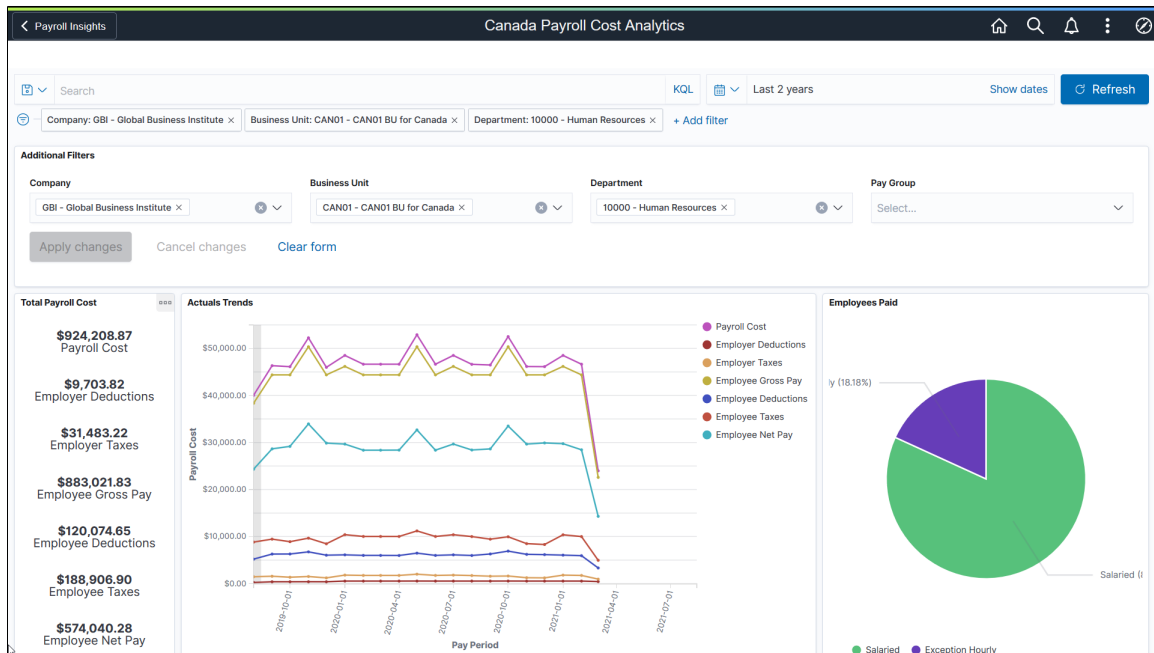 Payroll Insights
Canada Payroll Cost Analytics
Search
KQL
Last 2 years
Show dates
Refresh
Company: GBI - Global Business Institute ×
Business Unit: CAN01 - CAN01 BU for Canada ×
Department: 10000 - Human Resources ×
+ Add filter
Additional Filters
Company
Business Unit
Department
Pay Group
GBI - Global Business Institute ×
CAN01 - CAN01 BU for Canada ×
10000 - Human Resources ×
Select...
Apply changes
Cancel changes
Clear form
Total Payroll Cost
$924,208.87
Payroll Cost
$9,703.82
Employer Deductions
$31,483.22
Employer Taxes
$883,021.83
Employee Gross Pay
$120,074.65
Employee Deductions
$188,906.90
Employee Taxes
$574,040.28
Employee Net Pay
Actuals Trends
Payroll Cost
$50,000.00
$40,000.00
$30,000.00
$20,000.00
$10,000.00
$0.00
2019-10-01
2020-01-01
2020-04-01
2020-07-01
2020-10-01
2021-01-01
2021-04-01
2021-07-01
Pay Period
Payroll Cost
Employer Deductions
Employer Taxes
Employee Gross Pay
Employee Deductions
Employee Taxes
Employee Net Pay
Employees Paid
ly (18.18%)
Salaried (
Salaried
Exception Hourly